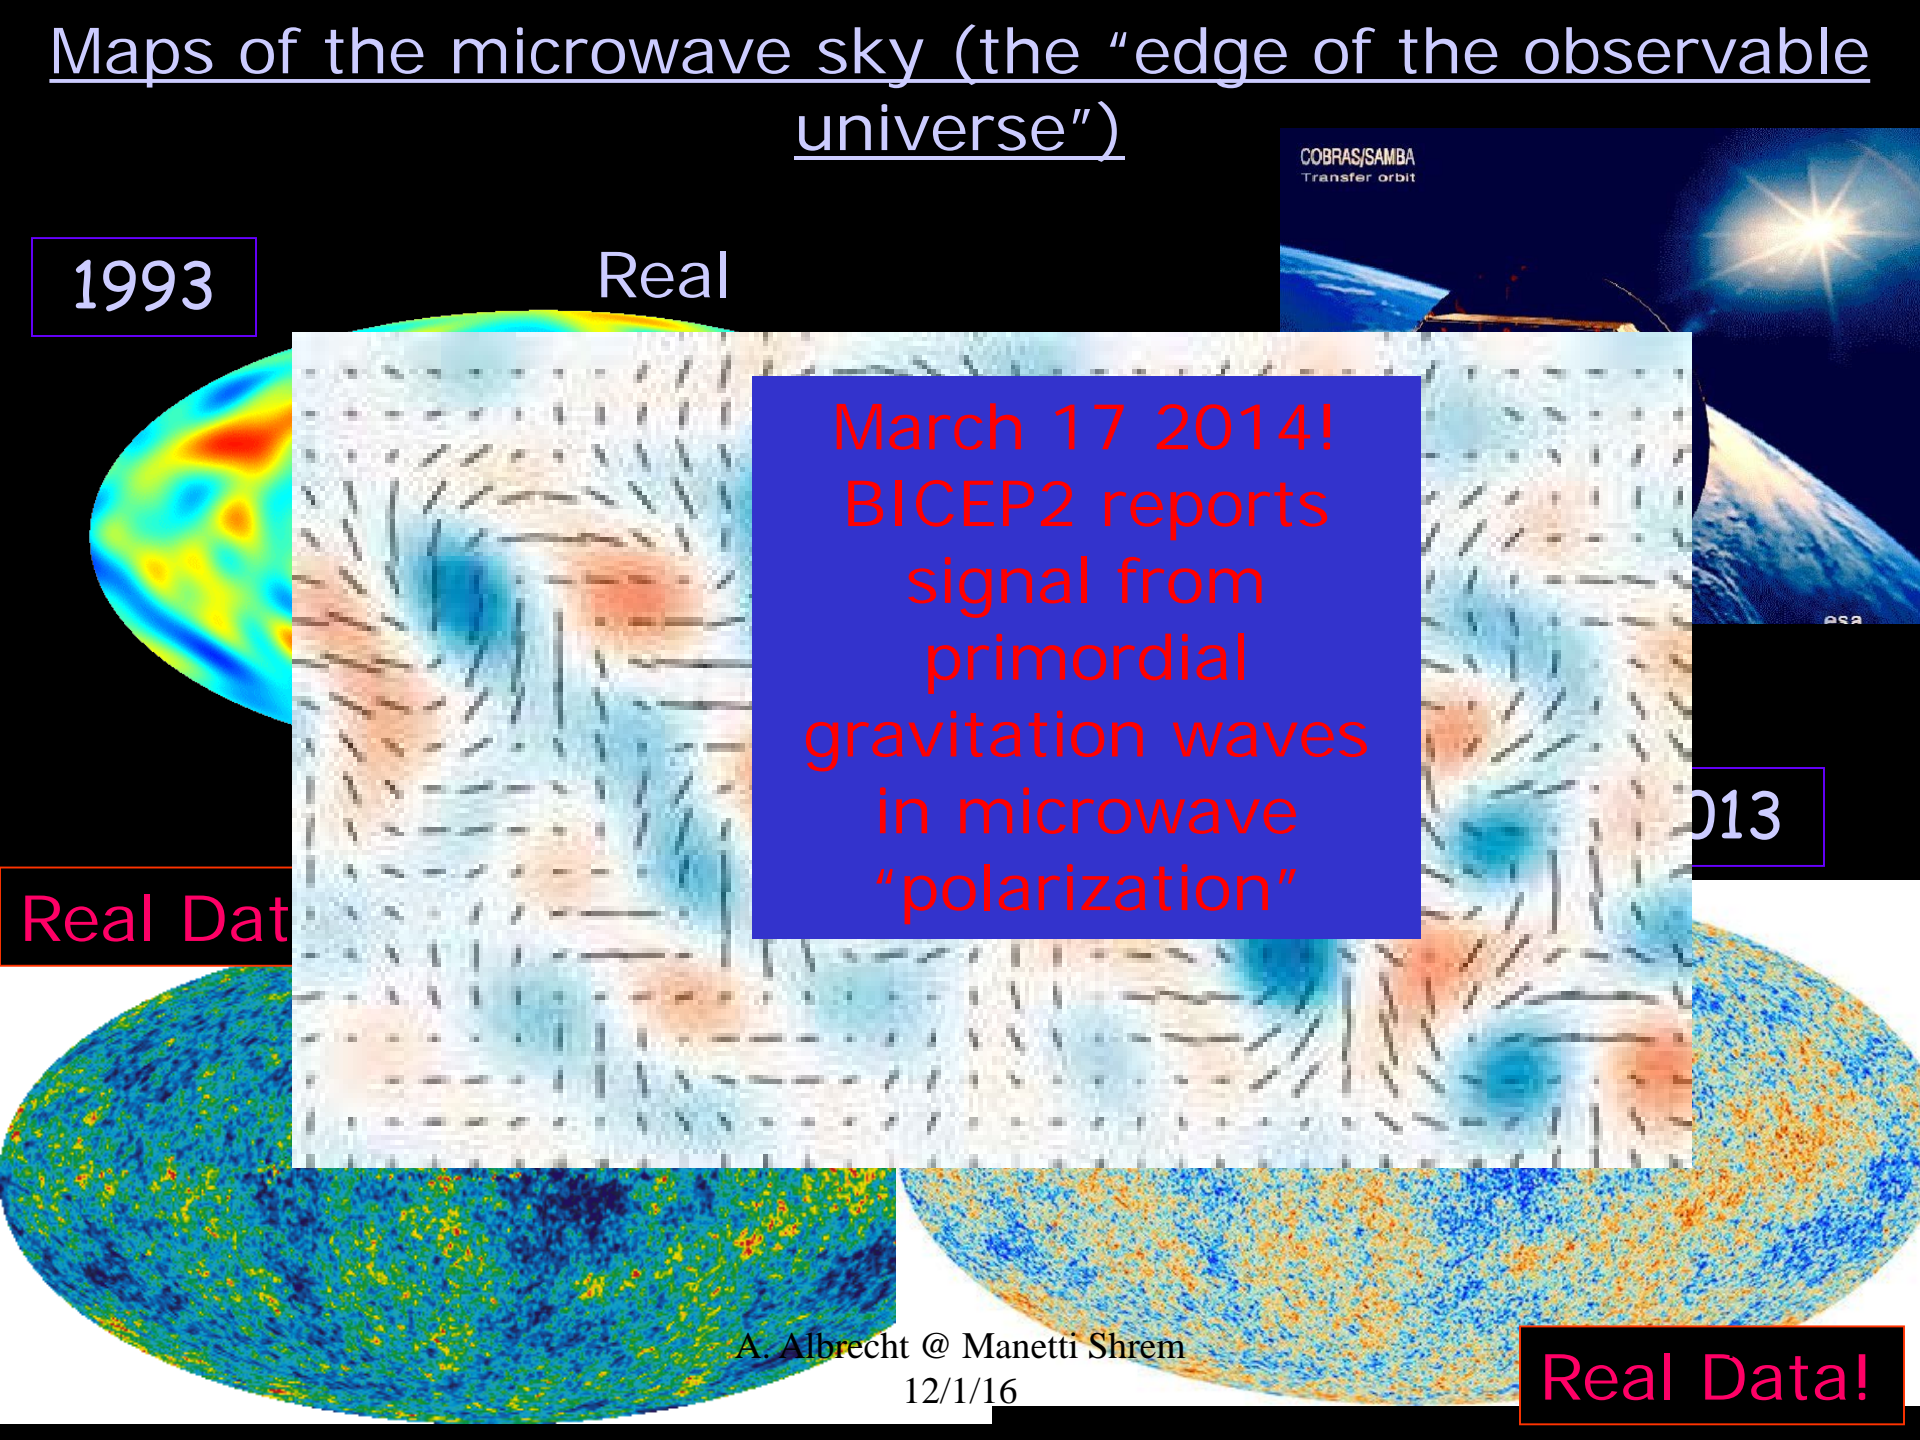 Maps of the microwave sky (the “edge of the observable
universe”)
COBRAS/SAMBA
Transfer orbit
1993
Real
March 17 2014!
BICEP2 reports
signal from
primordial
gravitation waves
in microwave
“polarization”
esa
013
Real Dat
A. Albrecht @ Manetti Shrem
12/1/16
Real Data!